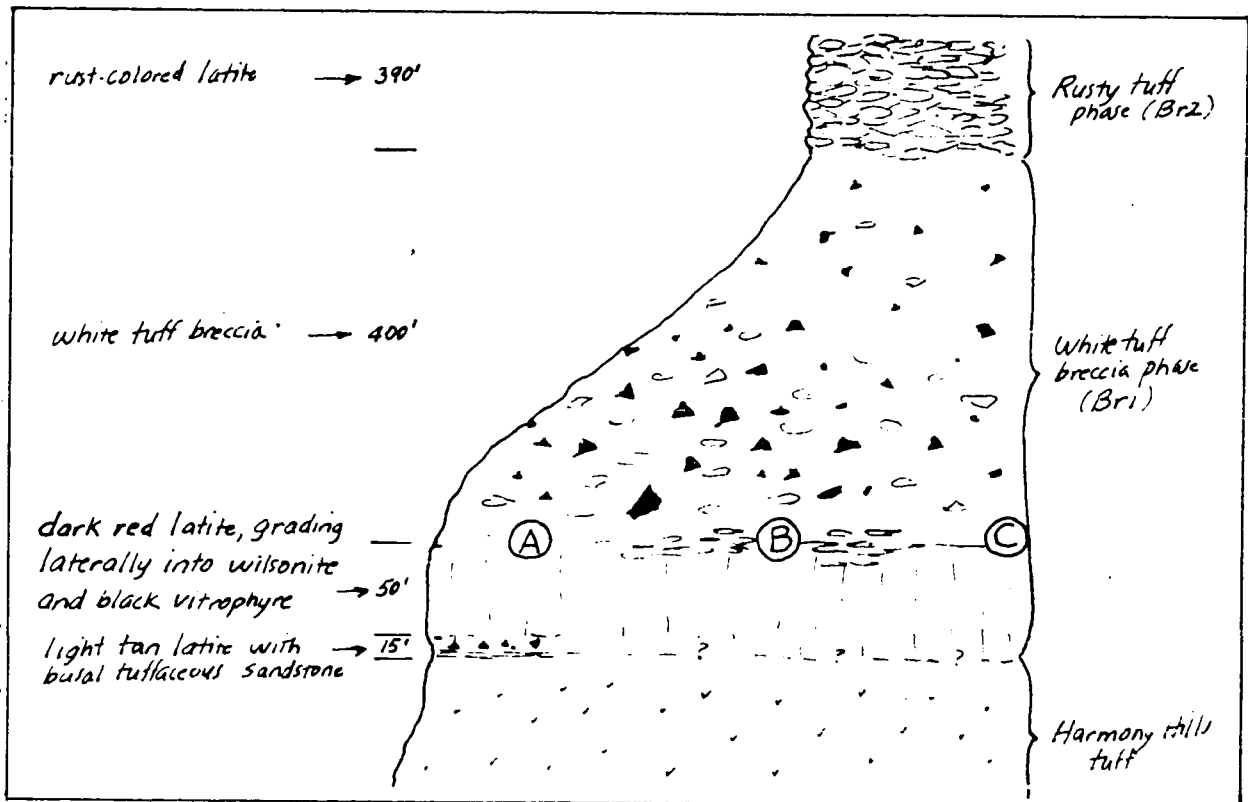 rust-colored latite → 390'
Rusty tuff
phase (Br2)
white tuff breccia → 400'
White tuff
breccia phase
(Br1)
dark red latite, grading
laterally into wilsonite
and black vitrophyre → 50'
A B C
light tan latite with → 15'
basal tuffaceous sandstone
? ? ?
Harmony Hills
tuff